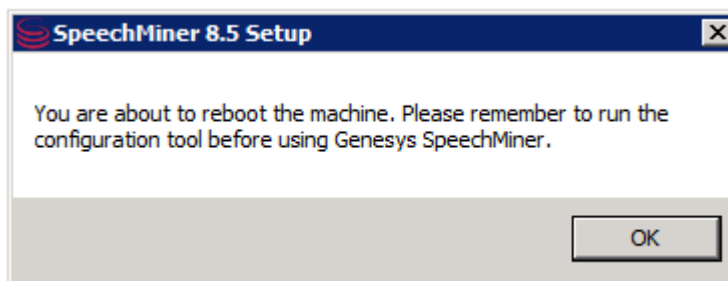 SpeechMiner 8.5 Setup
You are about to reboot the machine. Please remember to run the
configuration tool before using Genesys SpeechMiner.
OK